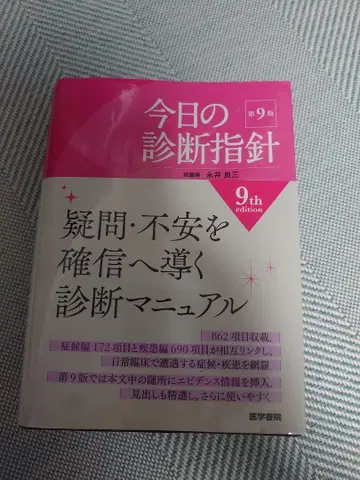 今日の
診断指針
第9版
総編集 永井良三
9th
edition
疑問・不安を
確信へ導く
診断マニュアル
862項目収載。
症候編172項目と疾患編690項目が相互リンクし、
日常臨床で遭遇する症候・疾患を網羅
第9版では本文中の随所にエビデンス情報を挿入。
見出しも精選し、さらに使いやすく
医学書院